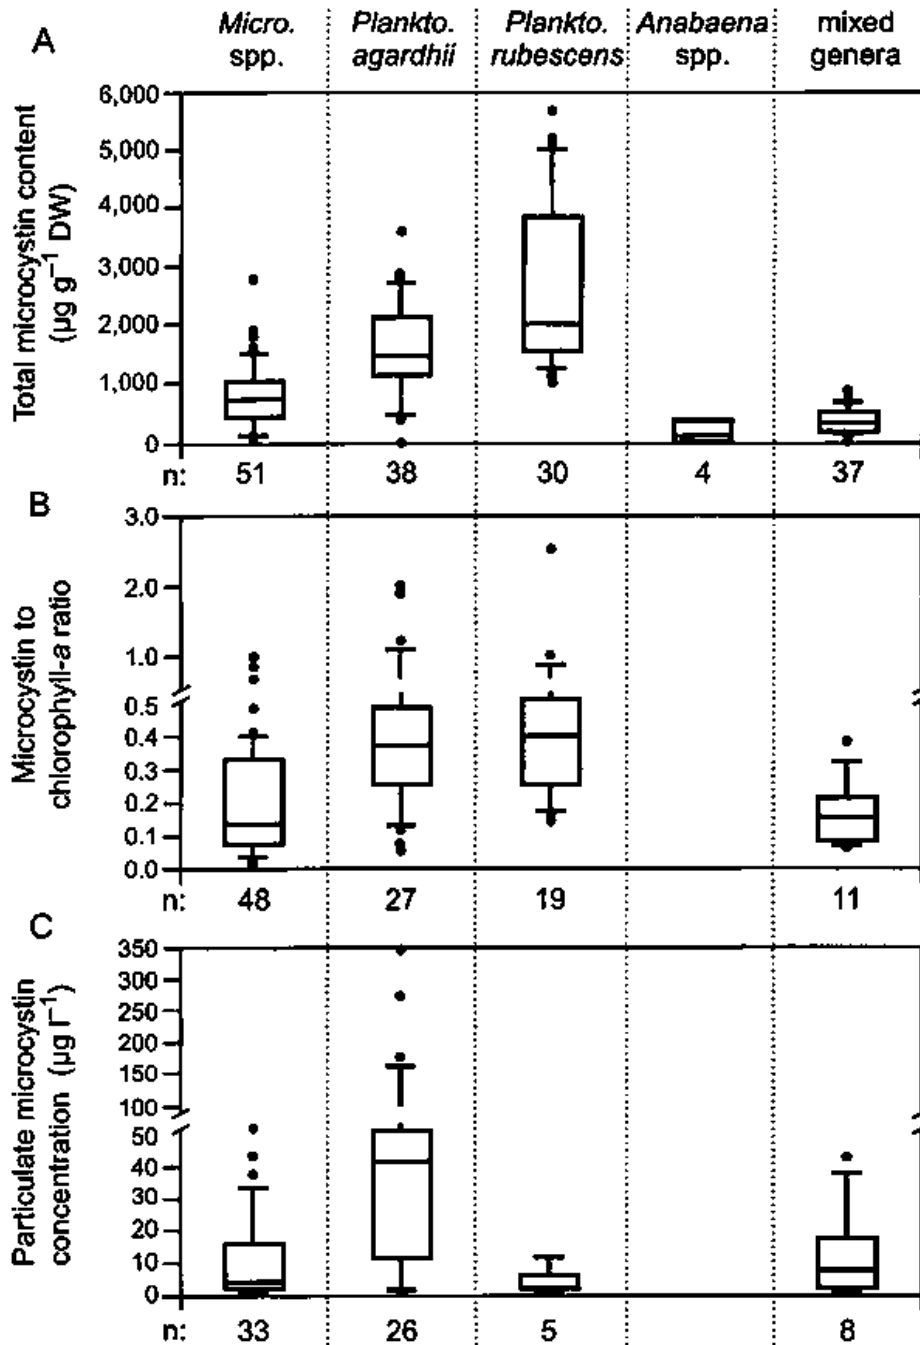 A
Micro. Plankto. Plankto. Anabaena mixed
spp. agardhii rubescens spp. genera
Total microcystin content
(µg g⁻¹ DW)
6,000
5,000
4,000
3,000
2,000
1,000
0
n: 51 38 30 4 37
B
Microcystin to
chlorophyll-a ratio
3.0
2.0
1.0
0.5
0.4
0.3
0.2
0.1
0.0
n: 48 27 19 11
C
Particulate microcystin
concentration (µg l⁻¹)
350
300
250
200
150
100
50
40
30
20
10
0
n: 33 26 5 8